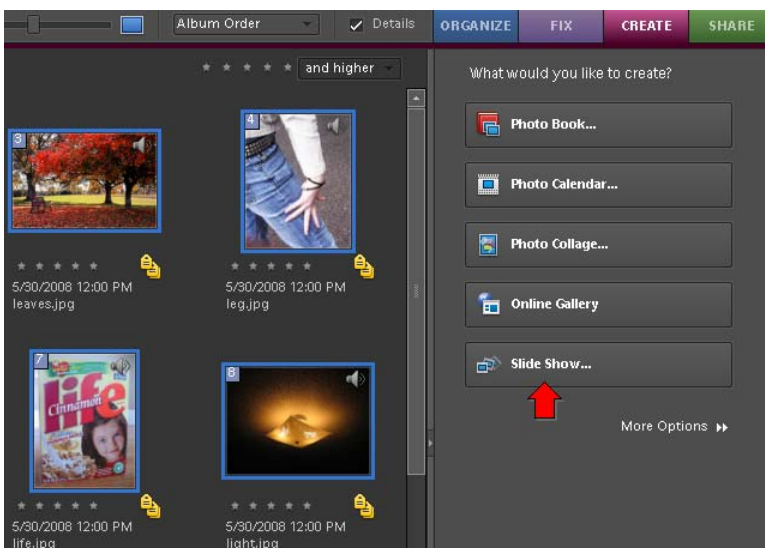 Album Order
Details
ORGANIZE
FIX
CREATE
SHARE
and higher
What would you like to create?
3
4
Photo Book...
Photo Calendar...
Photo Collage...
5/30/2008 12:00 PM
leaves.jpg
5/30/2008 12:00 PM
leg.jpg
Online Gallery
Slide Show...
7
life
Cinnamon
8
More Options
5/30/2008 12:00 PM
life.jpg
5/30/2008 12:00 PM
light.jpg